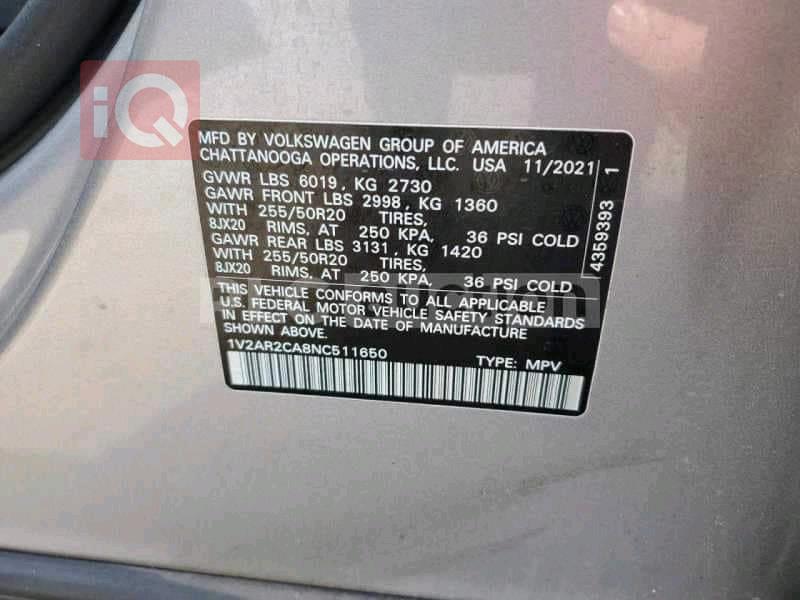 iQ
MFD BY VOLKSWAGEN GROUP OF AMERICA
CHATTANOOGA OPERATIONS, LLC. USA 11/2021
GVWR LBS 6019, KG 2730
GAWR FRONT LBS 2998, KG 1360
WITH 255/50R20 TIRES,
8JX20 RIMS, AT 250 KPA, 36 PSI COLD
GAWR REAR LBS 3131, KG 1420
WITH 255/50R20 TIRES,
8JX20 RIMS, AT 250 KPA, 36 PSI COLD
THIS VEHICLE CONFORMS TO ALL APPLICABLE
U.S. FEDERAL MOTOR VEHICLE SAFETY STANDARDS
IN EFFECT ON THE DATE OF MANUFACTURE
SHOWN ABOVE.
1V2AR2CA8NC511650 TYPE: MPV
4359393 1